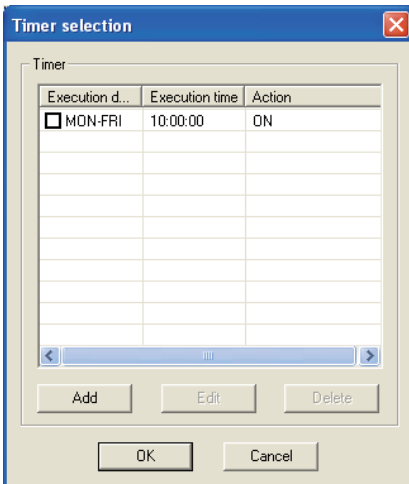 Timer selection
Timer
Execution d... Execution time Action
MON-FRI 10:00:00 ON
Add Edit Delete
OK Cancel